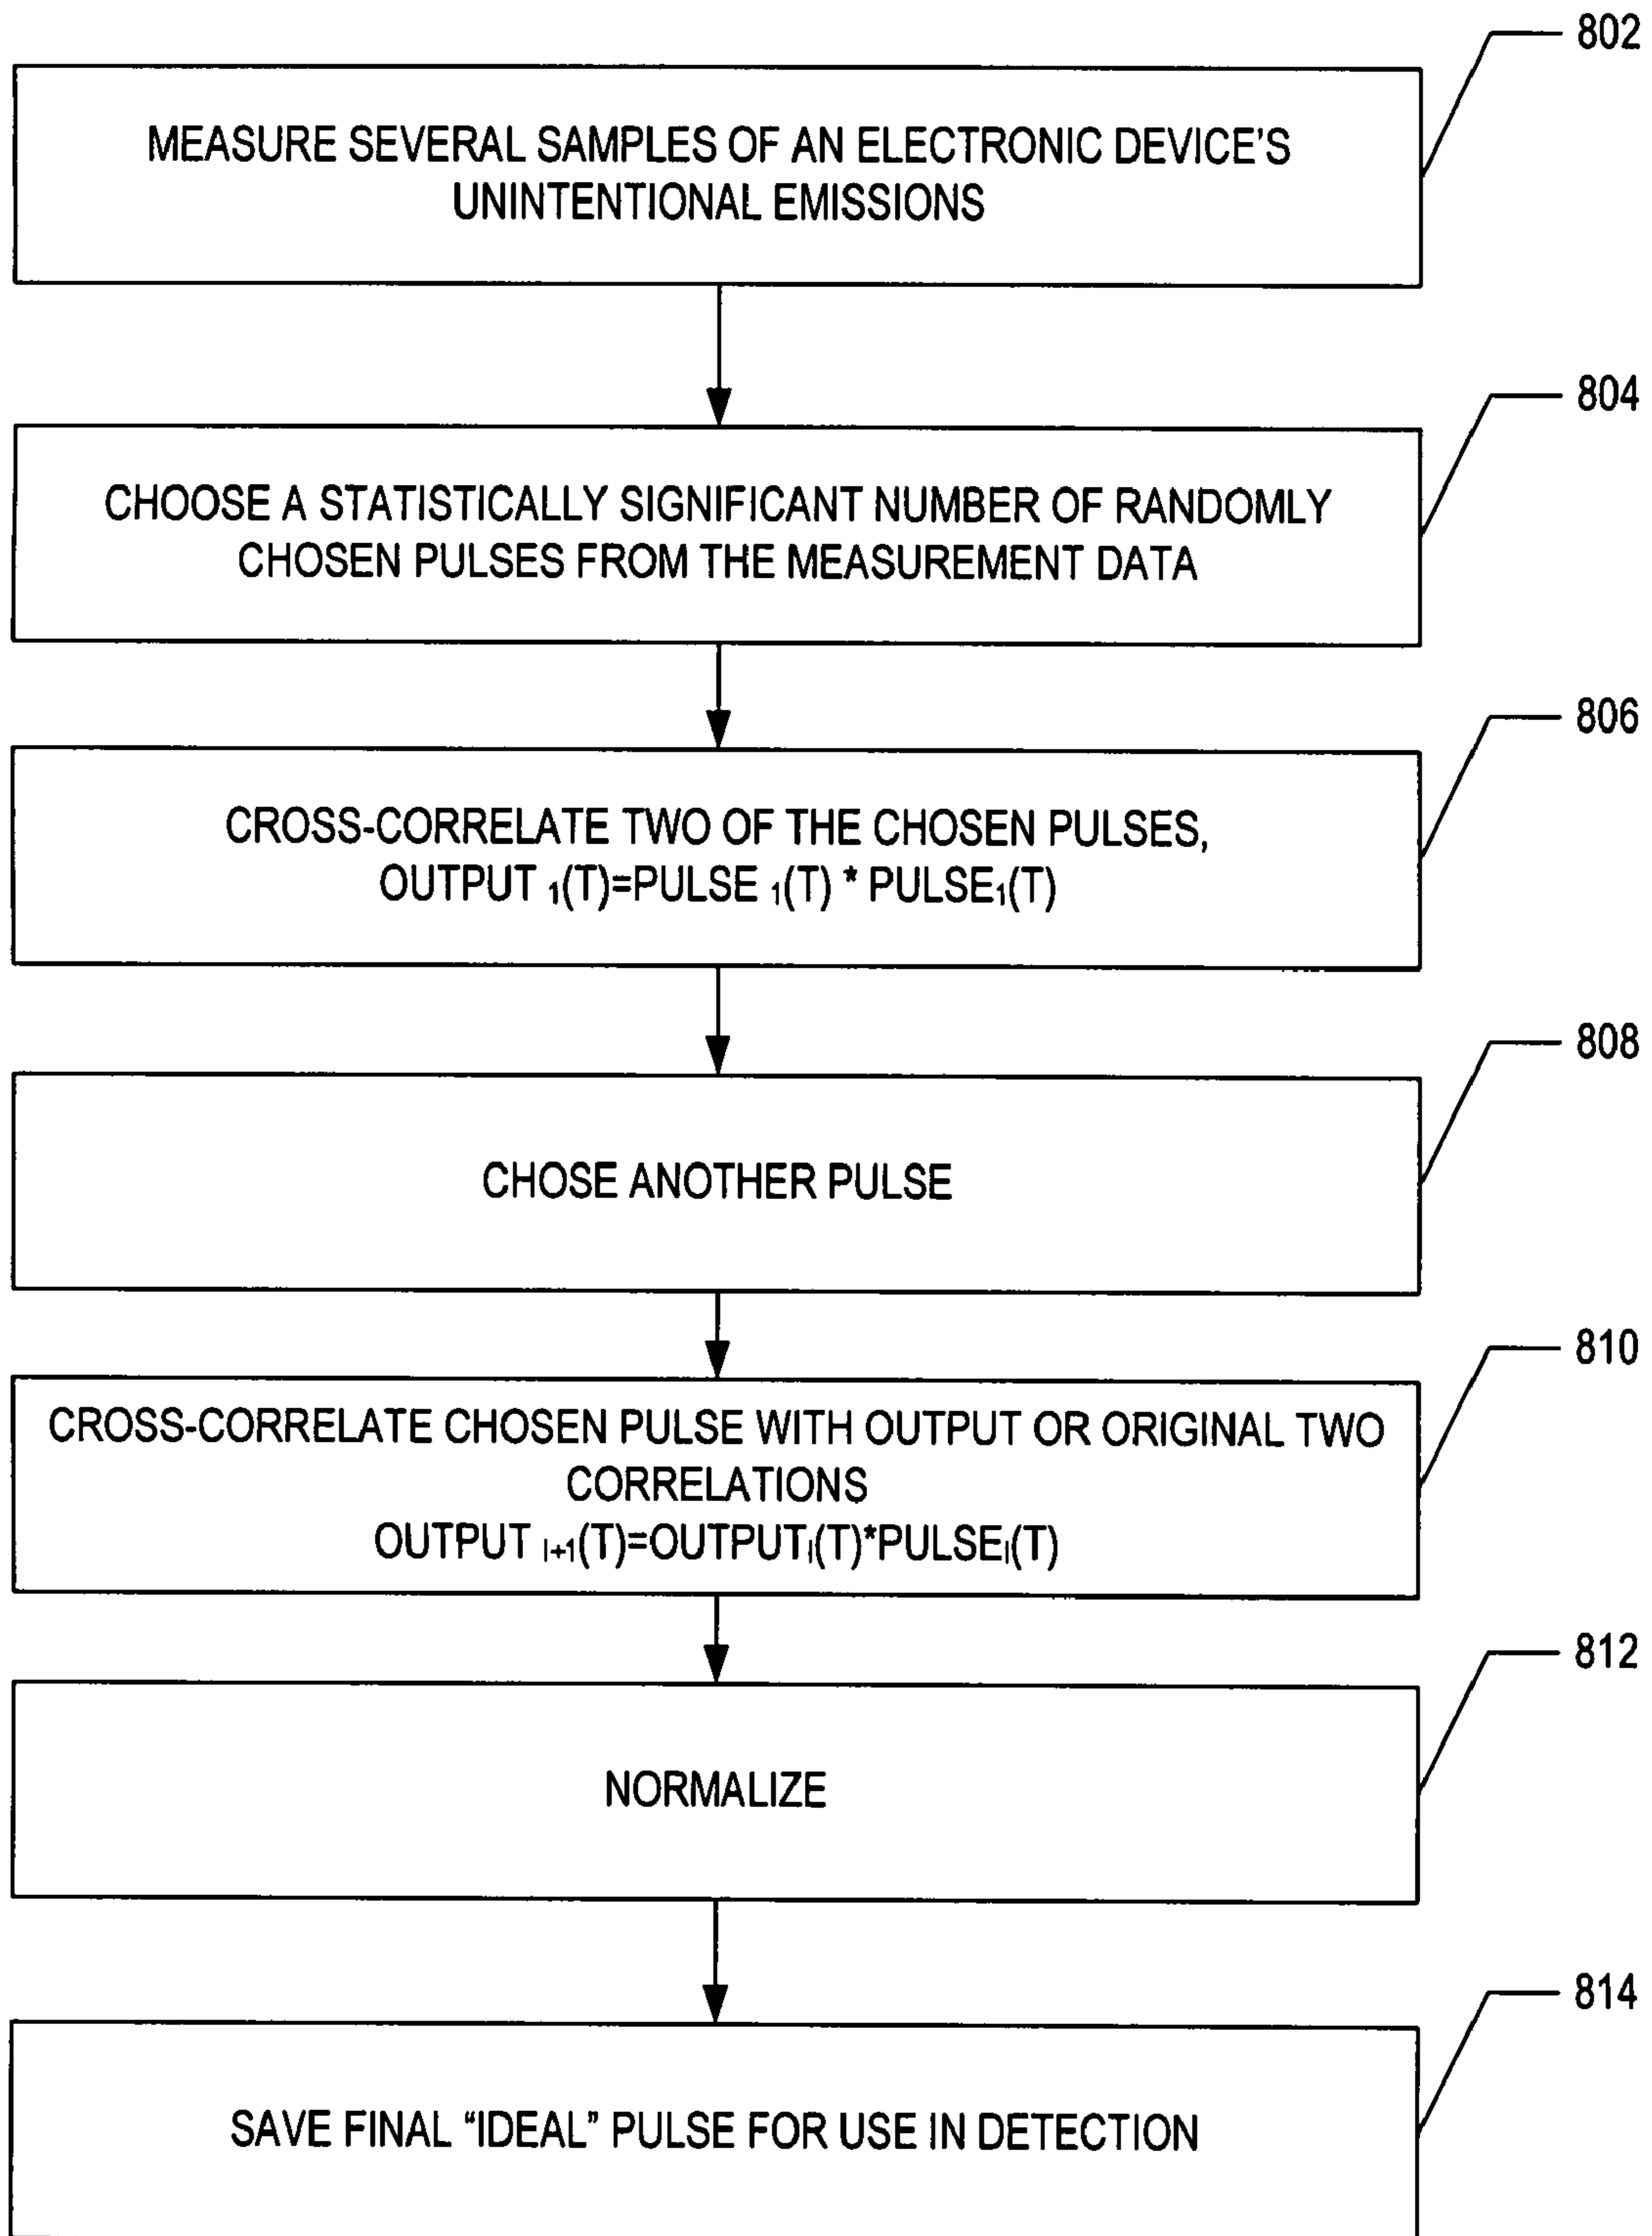 802
MEASURE SEVERAL SAMPLES OF AN ELECTRONIC DEVICE'S
UNINTENTIONAL EMISSIONS
804
CHOOSE A STATISTICALLY SIGNIFICANT NUMBER OF RANDOMLY
CHOSEN PULSES FROM THE MEASUREMENT DATA
806
CROSS-CORRELATE TWO OF THE CHOSEN PULSES,
OUTPUT ₁(T)=PULSE ₁(T) * PULSE₁(T)
808
CHOSE ANOTHER PULSE
810
CROSS-CORRELATE CHOSEN PULSE WITH OUTPUT OR ORIGINAL TWO
CORRELATIONS
OUTPUT I+1(T)=OUTPUTI(T)*PULSEI(T)
812
NORMALIZE
814
SAVE FINAL “IDEAL” PULSE FOR USE IN DETECTION